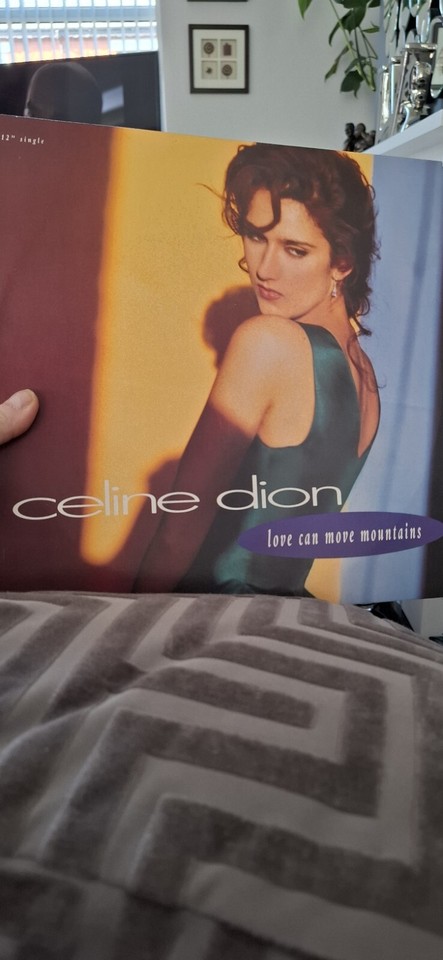 12" single
celine dion
love can move mountains